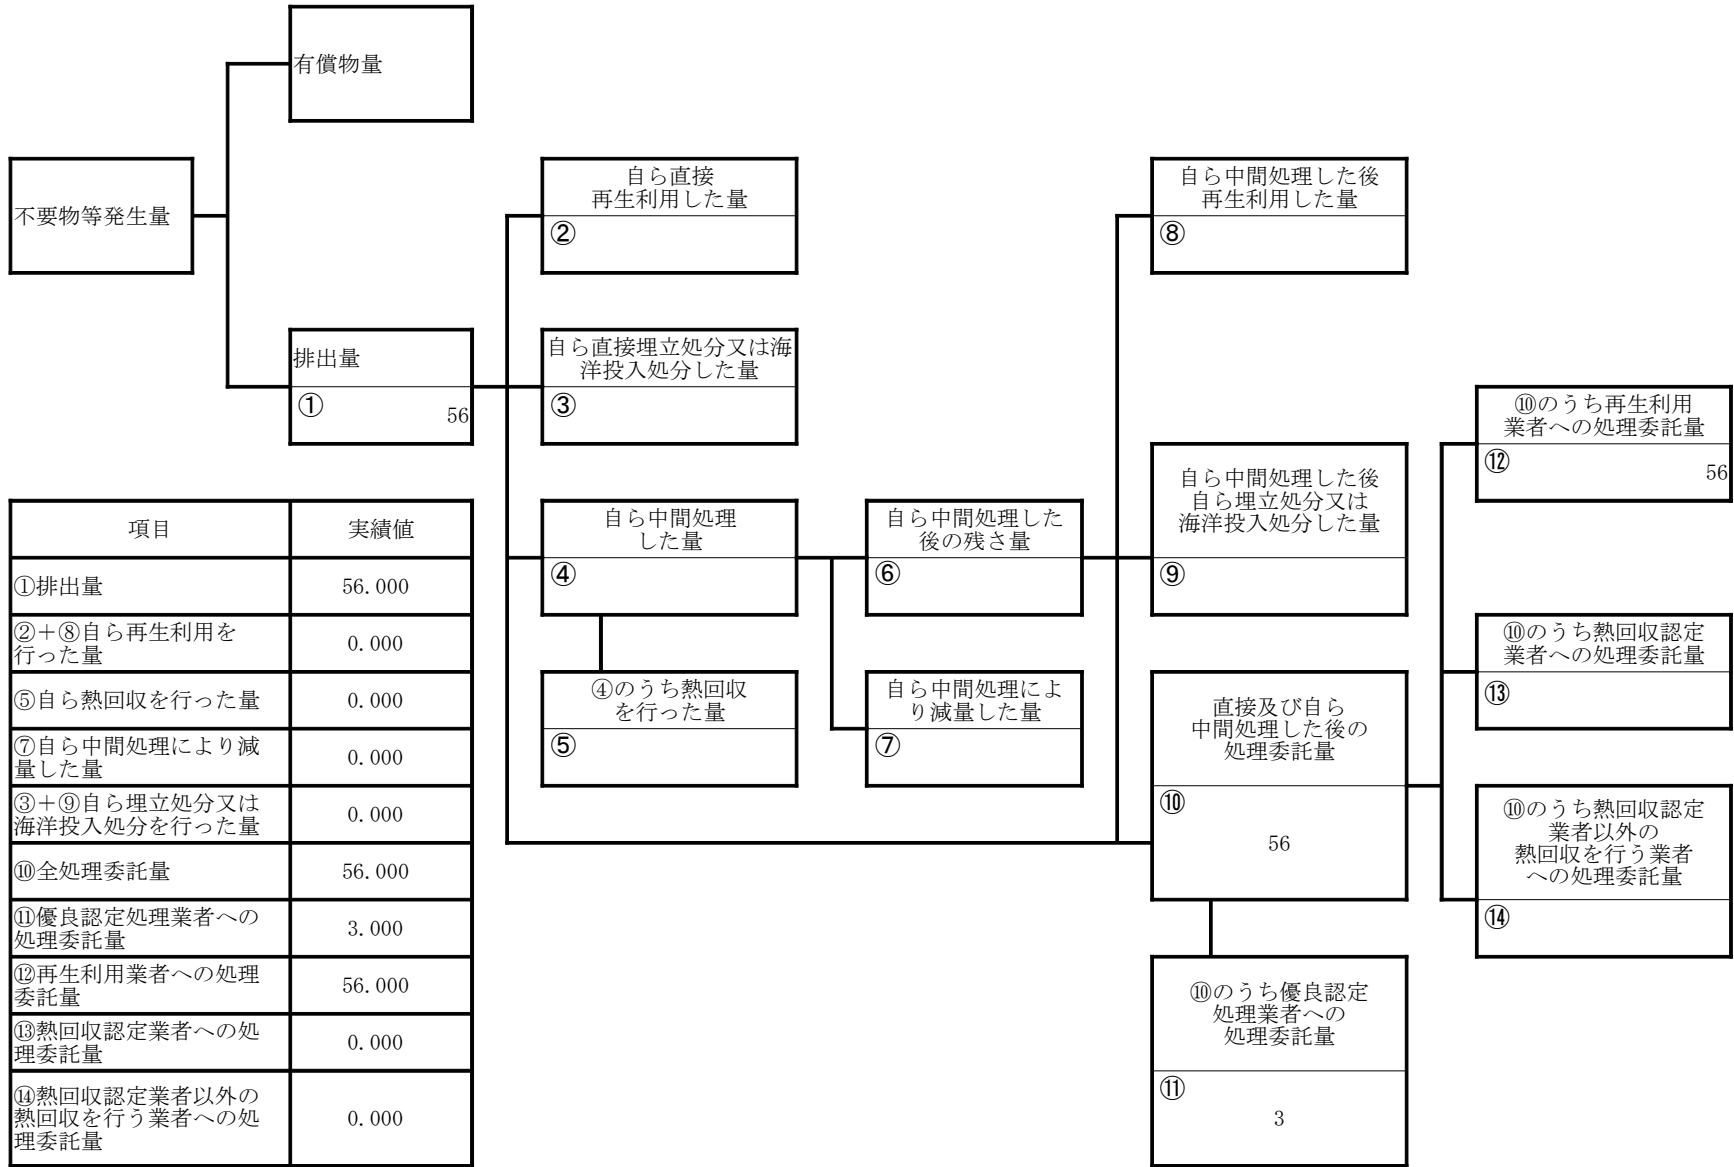 有償物量
不要物等発生量
自ら直接
再生利用した量
②
自ら中間処理した後
再生利用した量
⑧
排出量
①
56
自ら直接埋立処分又は海
洋投入処分した量
③
⑩のうち再生利用
業者への処理委託量
⑫
56
自ら中間処理
した量
④
自ら中間処理した
後の残さ量
⑥
自ら中間処理した後
自ら埋立処分又は
海洋投入処分した量
⑨
④のうち熱回収
を行った量
⑤
自ら中間処理によ
り減量した量
⑦
直接及び自ら
中間処理した後の
処理委託量
⑩
56
⑩のうち熱回収認定
業者への処理委託量
⑬
⑩のうち熱回収認定
業者以外の
熱回収を行う業者
への処理委託量
⑭
⑩のうち優良認定
処理業者への
処理委託量
⑪
3
項目 実績値
①排出量 56.000
②+⑧自ら再生利用を
行った量 0.000
⑤自ら熱回収を行った量 0.000
⑦自ら中間処理により減
量した量 0.000
③+⑨自ら埋立処分又は
海洋投入処分を行った量 0.000
⑩全処理委託量 56.000
⑪優良認定処理業者への
処理委託量 3.000
⑫再生利用業者への処理
委託量 56.000
⑬熱回収認定業者への処
理委託量 0.000
⑭熱回収認定業者以外の
熱回収を行う業者への処
理委託量 0.000